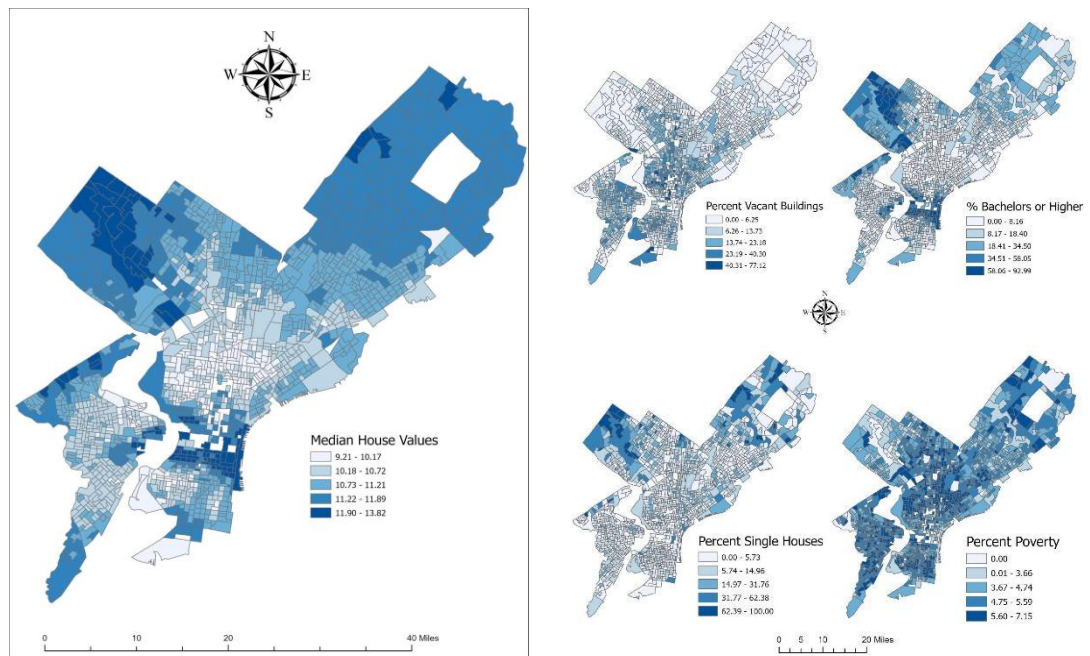 N
W E
S
Median House Values
9.21 - 10.17
10.18 - 10.72
10.73 - 11.21
11.22 - 11.89
11.90 - 13.82
0 10 20 40 Miles
Percent Vacant Buildings
0.00 - 6.25
6.26 - 13.73
13.74 - 23.18
23.19 - 40.30
40.31 - 77.12
% Bachelors or Higher
0.00 - 8.16
8.17 - 18.40
18.41 - 34.50
34.51 - 58.05
58.06 - 92.99
N
W E
S
Percent Single Houses
0.00 - 5.73
5.74 - 14.96
14.97 - 31.76
31.77 - 62.38
62.39 - 100.00
Percent Poverty
0.00
0.01 - 3.66
3.67 - 4.74
4.75 - 5.59
5.60 - 7.15
0 5 10 20 Miles